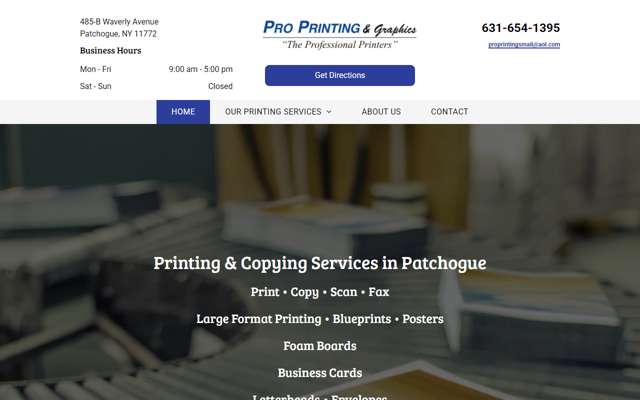 485-B Waverly Avenue
Patchogue, NY 11772
Business Hours
Mon - Fri 9:00 am - 5:00 pm
Sat - Sun Closed
PRO PRINTING & Graphics
"The Professional Printers"
Get Directions
631-654-1395
proprintingsmail@aol.com
HOME OUR PRINTING SERVICES ABOUT US CONTACT
Printing & Copying Services in Patchogue
Print • Copy • Scan • Fax
Large Format Printing • Blueprints • Posters
Foam Boards
Business Cards
Letterheads • Envelopes